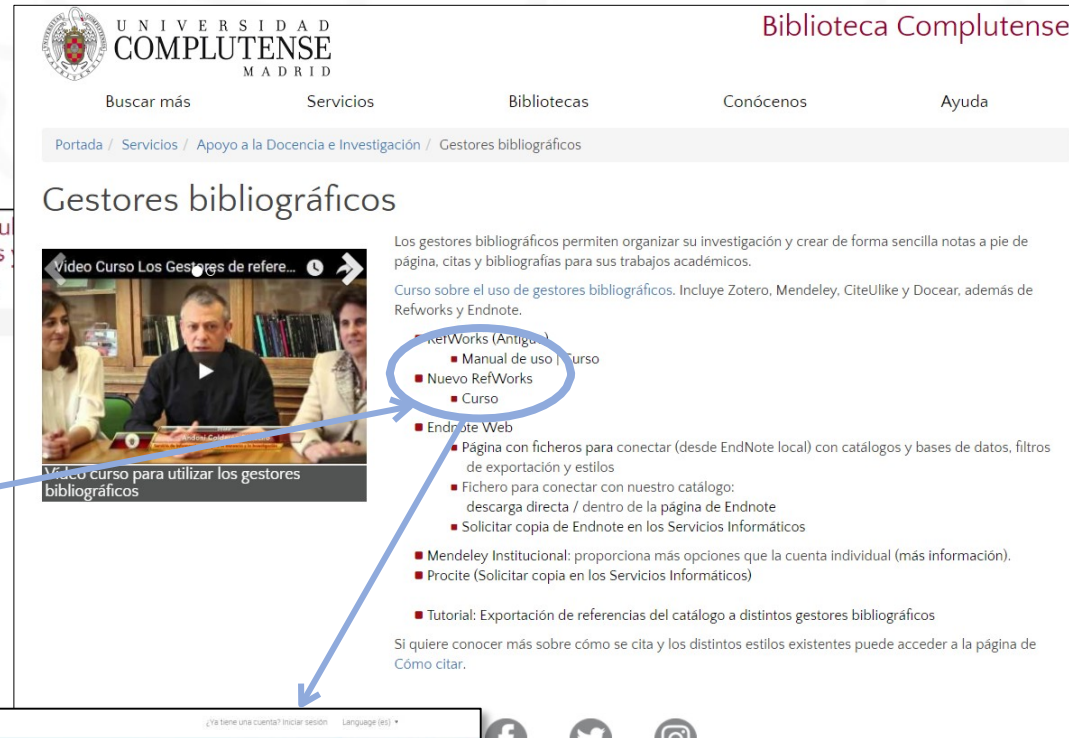 UNIVERSIDAD
COMPLUTENSE
MADRID
Biblioteca Complutense
Buscar más Servicios Bibliotecas Conócenos Ayuda
Portada / Servicios / Apoyo a la Docencia e Investigación / Gestores bibliográficos
Gestores bibliográficos
Video Curso Los Gestores de refere...
Vídeo curso para utilizar los gestores
bibliográficos
Los gestores bibliográficos permiten organizar su investigación y crear de forma sencilla notas a pie de
página, citas y bibliografías para sus trabajos académicos.
Curso sobre el uso de gestores bibliográficos. Incluye Zotero, Mendeley, CiteUlike y Docear, además de
Refworks y Endnote.
RefWorks (Antiguo)
Manual de uso | Curso
Nuevo RefWorks
Curso
Endnote Web
Página con ficheros para conectar (desde EndNote local) con catálogos y bases de datos, filtros
de exportación y estilos
Fichero para conectar con nuestro catálogo:
descarga directa / dentro de la página de Endnote
Solicitar copia de Endnote en los Servicios Informáticos
Mendeley Institucional: proporciona más opciones que la cuenta individual (más información).
Procite (Solicitar copia en los Servicios Informáticos)
Tutorial: Exportación de referencias del catálogo a distintos gestores bibliográficos
Si quiere conocer más sobre cómo se cita y los distintos estilos existentes puede acceder a la página de
Cómo citar.
¿Ya tiene una cuenta? Iniciar sesión Language (es)